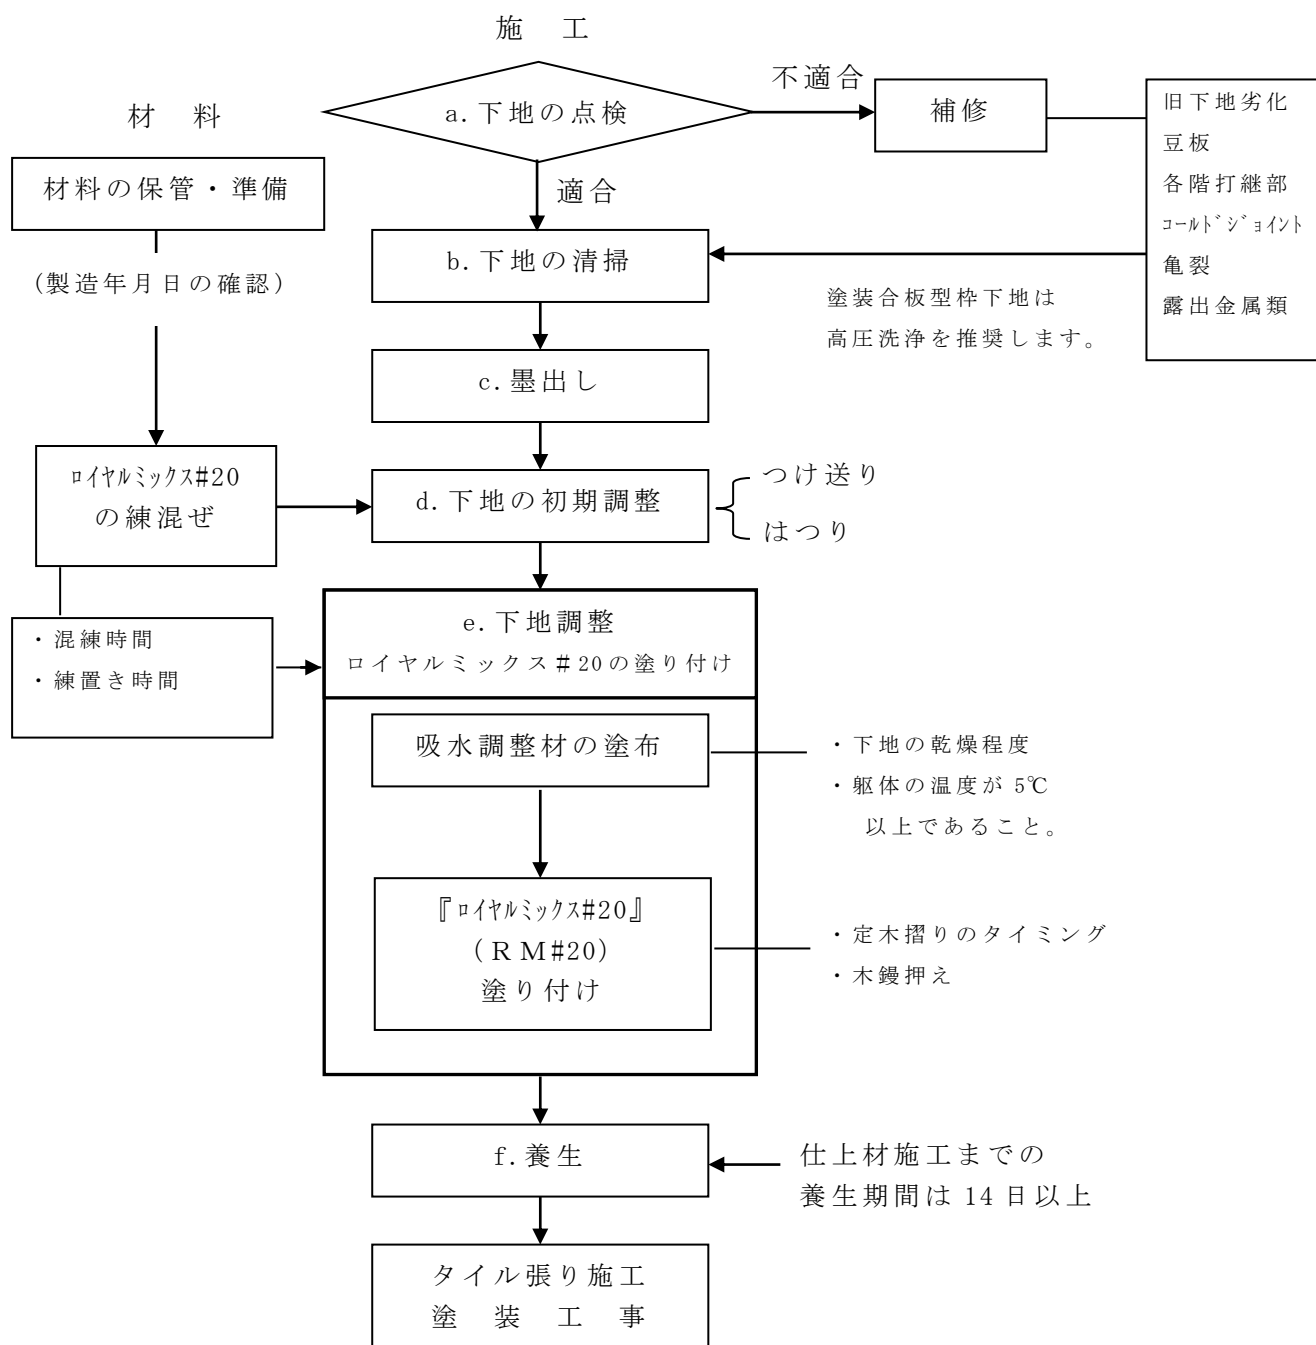 施　工
材　料
a.下地の点検
不適合
補修
旧下地劣化
豆板
各階打継部
ｺｰﾙﾄﾞｼﾞｮｲﾝﾄ
亀裂
露出金属類
材料の保管・準備
(製造年月日の確認)
適合
b.下地の清掃
塗装合板型枠下地は
高圧洗浄を推奨します。
c.墨出し
ﾛｲﾔﾙﾐｯｸｽ#20
の練混ぜ
d.下地の初期調整
つけ送り
はつり
・混練時間
・練置き時間
e.下地調整
ロイヤルミックス＃20の塗り付け
吸水調整材の塗布
・下地の乾燥程度
・躯体の温度が 5℃
以上であること。
『ﾛｲﾔﾙﾐｯｸｽ#20』
(ＲＭ#20)
塗り付け
・定木摺りのタイミング
・木鏝押え
f.養生
仕上材施工までの
養生期間は 14 日以上
タイル張り施工
塗　装　工　事